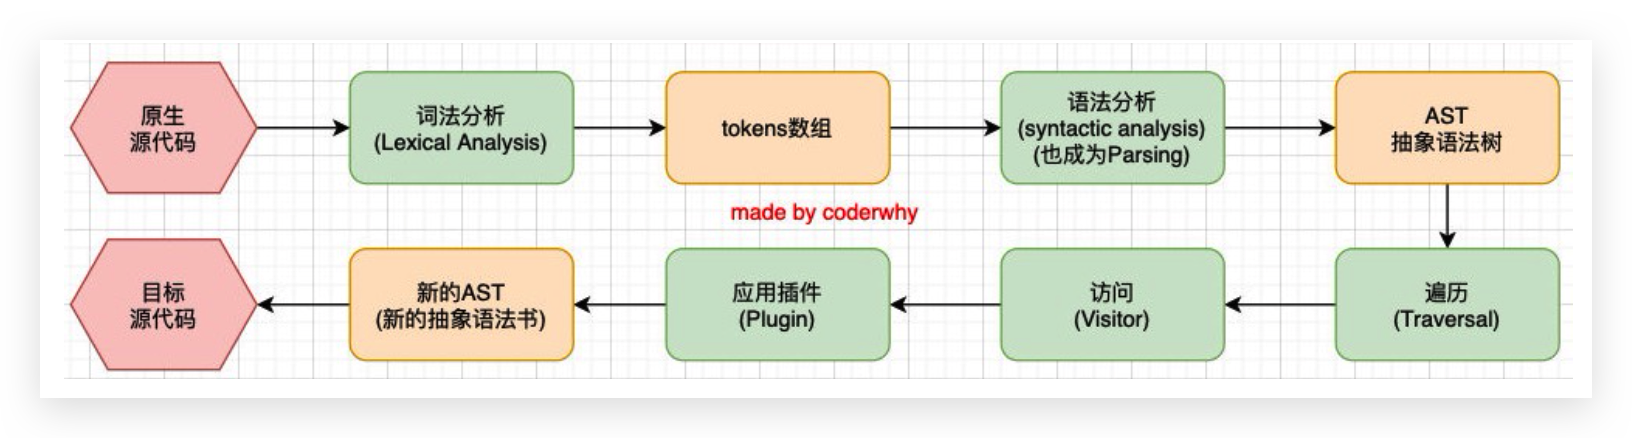 原生
源代码
词法分析
(Lexical Analysis)
tokens数组
语法分析
(syntactic analysis)
(也成为Parsing)
AST
抽象语法树
made by coderwhy
目标
源代码
新的AST
(新的抽象语法书)
应用插件
(Plugin)
访问
(Visitor)
遍历
(Traversal)